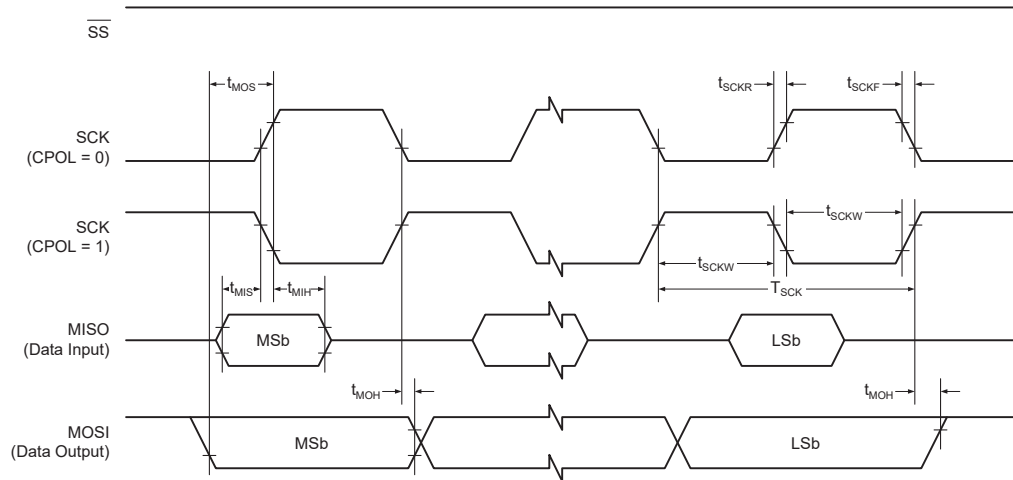 SS
tMOS
tSCKR
tSCKF
SCK
(CPOL = 0)
SCK
(CPOL = 1)
tSCKW
tSCKW
tMIS
tMIH
TSCK
MISO
(Data Input)
MSb
LSb
tMOH
tMOH
MOSI
(Data Output)
MSb
LSb